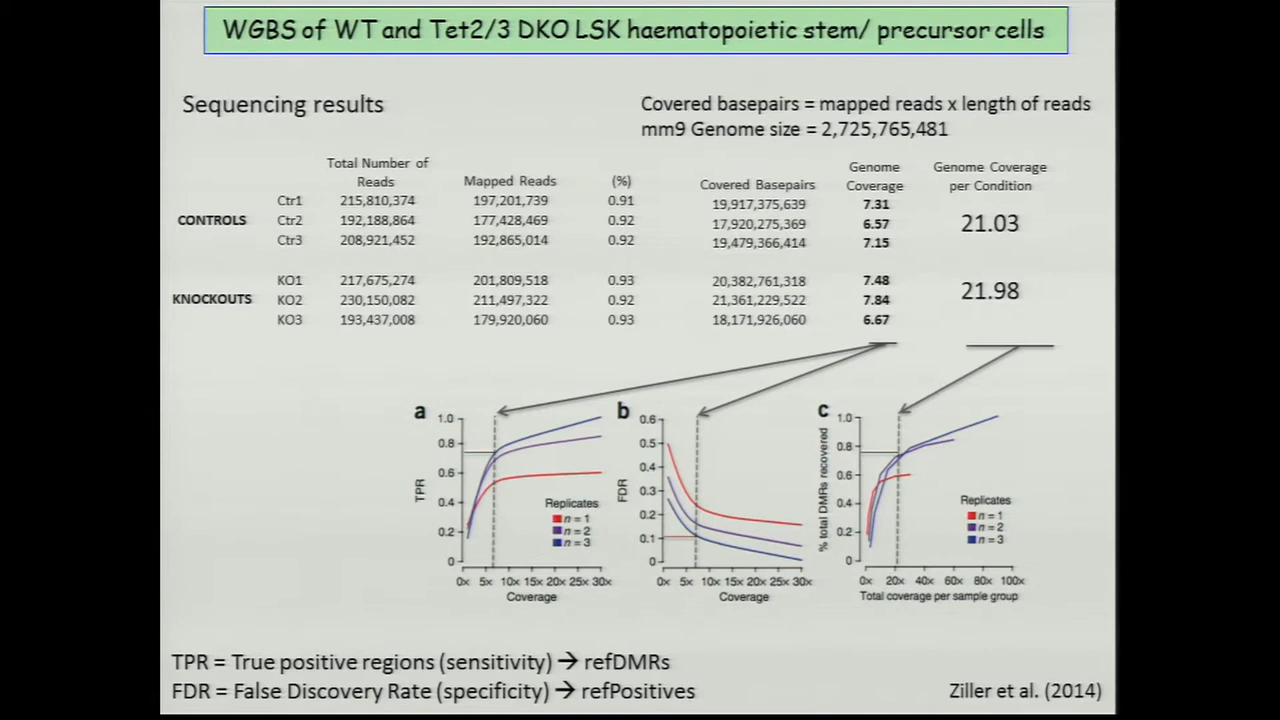 WGBS of WT and Tet2/3 DKO LSK haematopoietic stem/ precursor cells
Sequencing results
Covered basepairs = mapped reads x length of reads
mm9 Genome size = 2,725,765,481
Total Number of Reads Mapped Reads (%) Covered Basepairs Genome Coverage Genome Coverage per Condition
CONTROLS
Ctr1 215,810,374 197,201,739 0.91 19,917,375,639 7.31
Ctr2 192,188,864 177,428,469 0.92 17,920,275,369 6.57
Ctr3 208,921,452 192,865,014 0.92 19,479,366,414 7.15
21.03
KNOCKOUTS
KO1 217,675,274 201,809,518 0.93 20,382,761,318 7.48
KO2 230,150,082 211,497,322 0.92 21,361,229,522 7.84
KO3 193,437,008 179,920,060 0.93 18,171,926,060 6.67
21.98
a
TPR
1.0
0.8
0.6
0.4
0.2
0
Replicates
n = 1
n = 2
n = 3
0x 5x 10x 15x 20x 25x 30x
Coverage
b
FDR
0.6
0.5
0.4
0.3
0.2
0.1
0
Replicates
n = 1
n = 2
n = 3
0x 5x 10x 15x 20x 25x 30x
Coverage
c
% total DMRs recovered
1.0
0.8
0.6
0.4
0.2
0
Replicates
n = 1
n = 2
n = 3
0x 20x 40x 60x 80x 100x
Total coverage per sample group
TPR = True positive regions (sensitivity) → refDMRs
FDR = False Discovery Rate (specificity) → refPositives
Ziller et al. (2014)